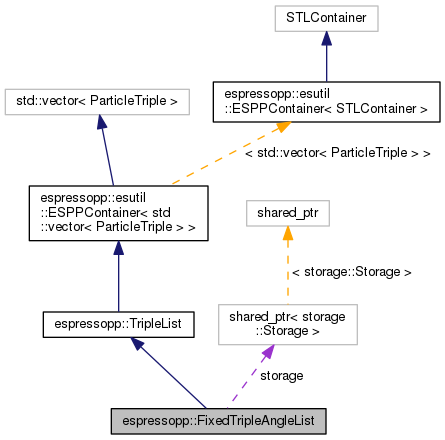 STLContainer
std::vector< ParticleTriple >
espressopp::esutil
::ESPPContainer< STLContainer >
< std::vector< ParticleTriple > >
espressopp::esutil
::ESPPContainer< std
::vector< ParticleTriple > >
shared_ptr
< storage::Storage >
espressopp::TripleList
shared_ptr< storage
::Storage >
storage
espressopp::FixedTripleAngleList